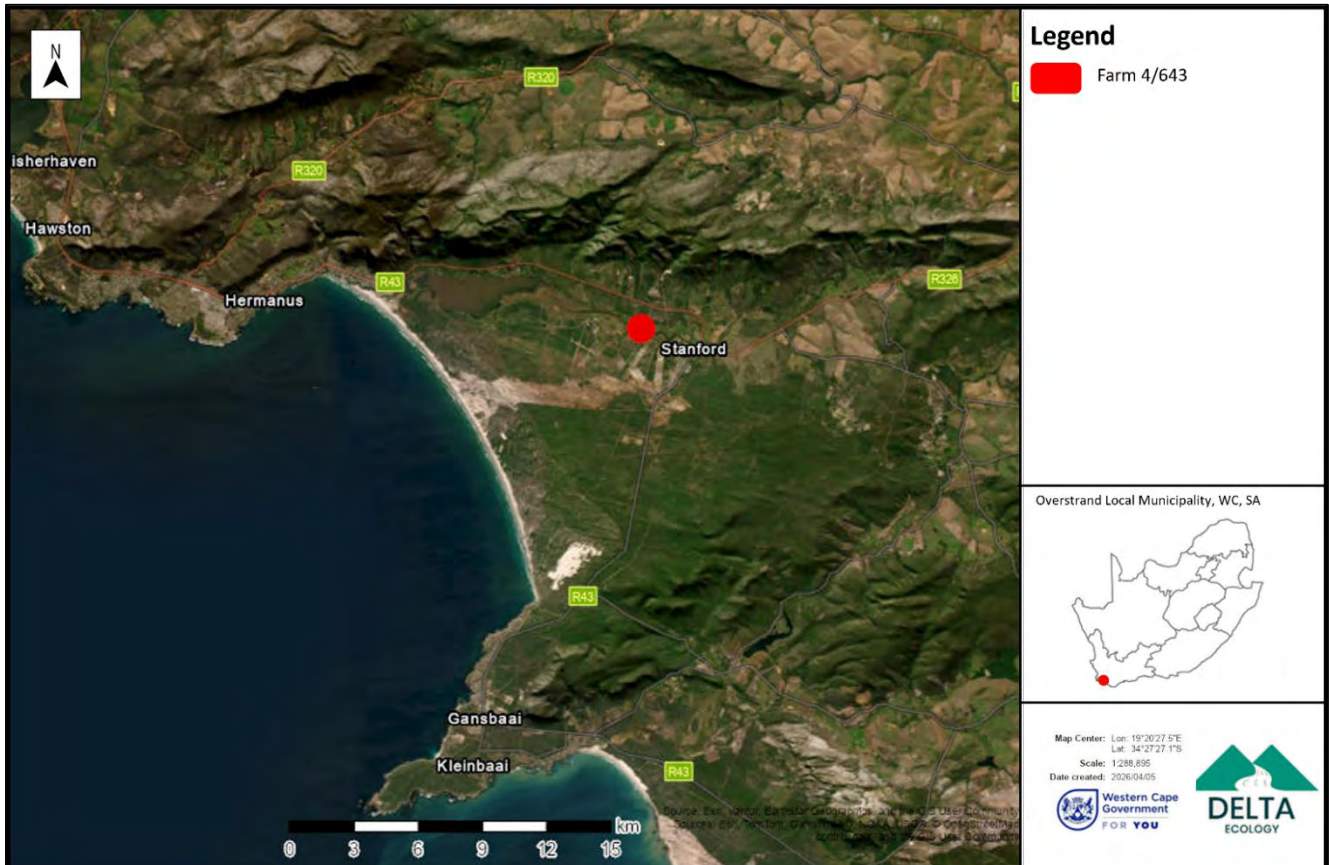 N
R320
R320
isherhaven
Hawston
R43
R326
Hermanus
Stanford
R43
Gansbaai
Kleinbaai
R43
km
0 3 6 9 12 15
Legend
Farm 4/643
Overstrand Local Municipality, WC, SA
Map Center: Lon: 19°20'27.5"E
Lat: 34°27'27.1"S
Scale: 1:288,895
Date created: 2026/04/05
Western Cape
Government
FOR YOU
DELTA
ECOLOGY